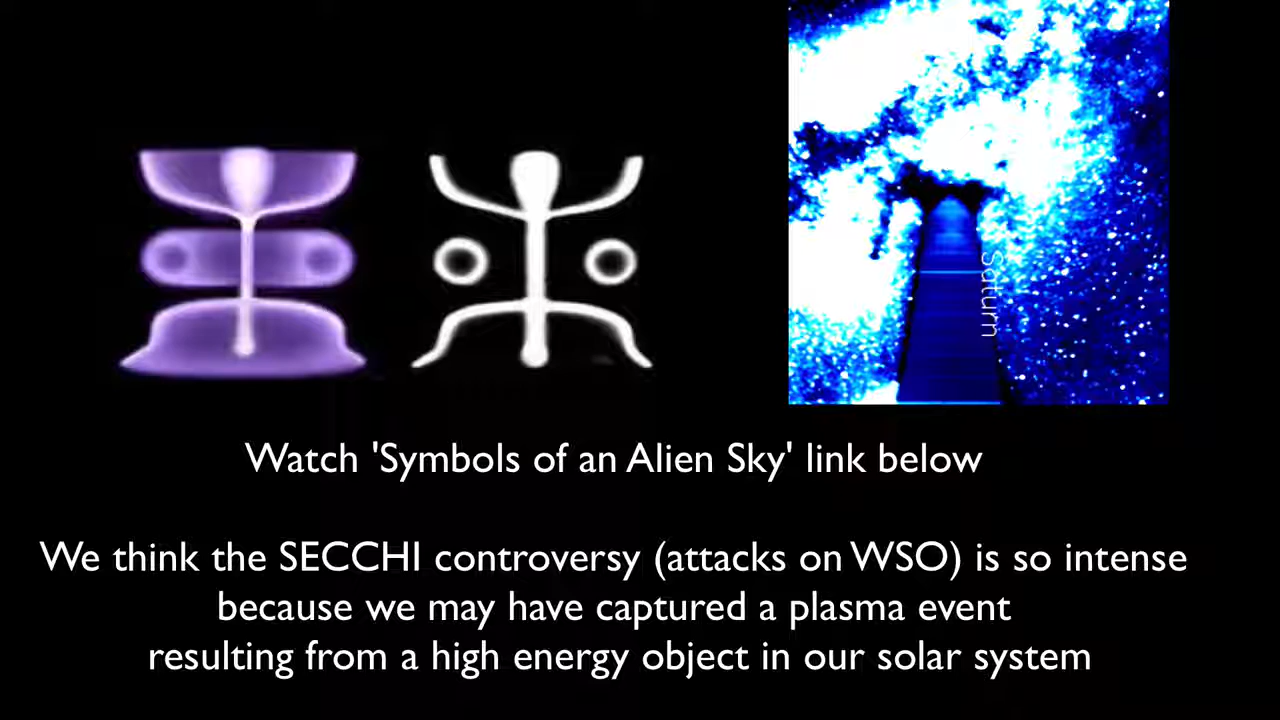 Saturn
Watch 'Symbols of an Alien Sky' link below
We think the SECCHI controversy (attacks on WSO) is so intense
because we may have captured a plasma event
resulting from a high energy object in our solar system